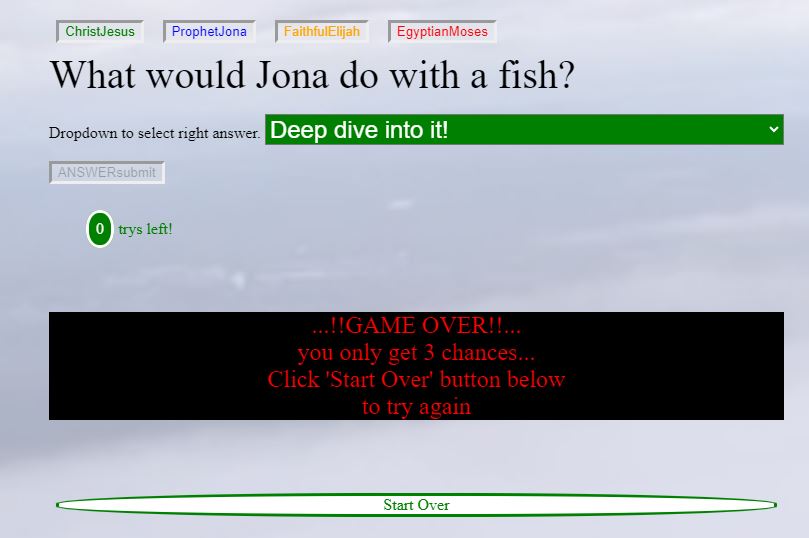 ChristJesus ProphetJona FaithfulElijah EgyptianMoses
What would Jona do with a fish?
Dropdown to select right answer. Deep dive into it!
ANSWERsubmit
0 trys left!
...!!GAME OVER!!...
you only get 3 chances...
Click 'Start Over' button below
to try again
Start Over